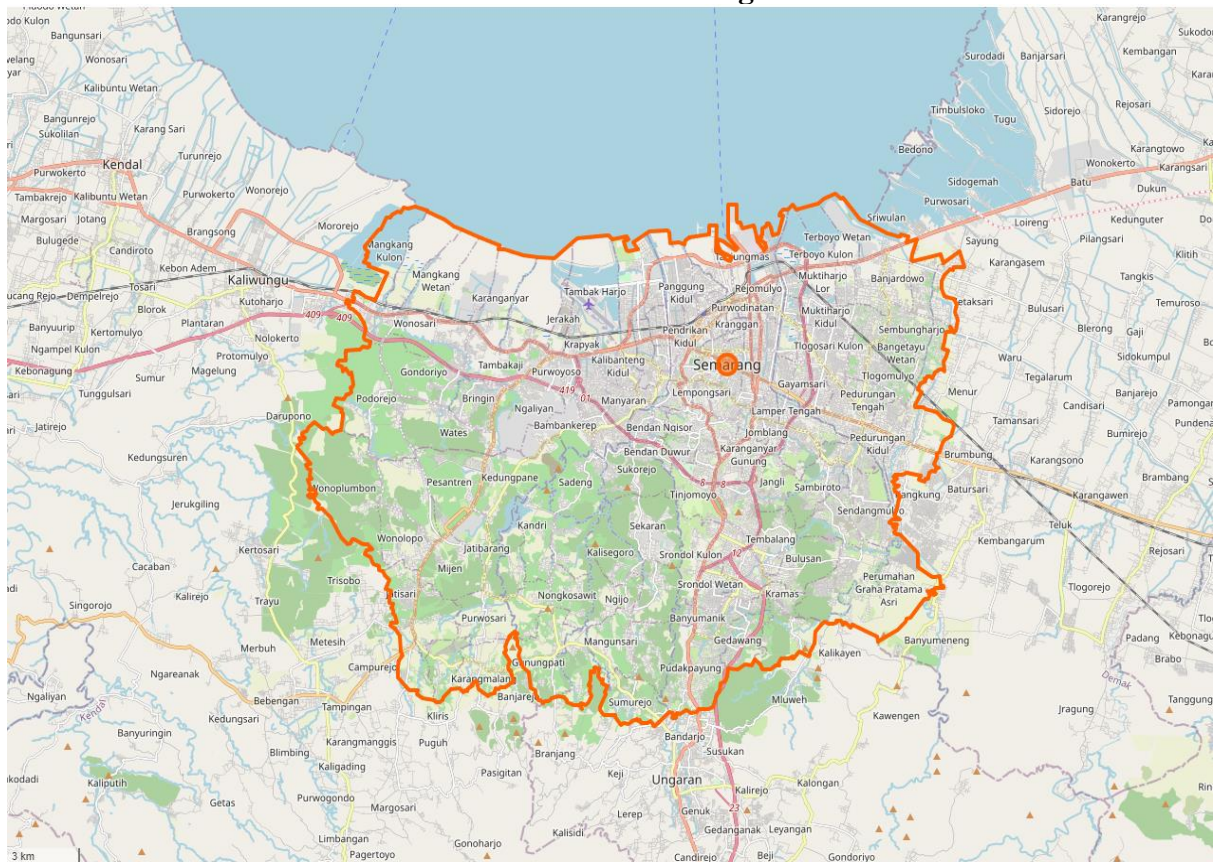 Karangrejo
Kulon
Bangunsari
Wonosari
Kembangan
Surodadi
Banjarsari
Kalibuntu Wetan
Timbulsloko
Tugu
Sidorejo
Rejosari
Bangunrejo
Sukolilan
Karang Sari
Bedono
Karangtowo
Kendal
Turunrejo
Wonokerto
Purwokerto
Purwokerto
Wonorejo
Sidogemah
Batu
Karangsari
Tambakrejo
Kalibuntu Wetan
Purwosari
Dukun
Margosari
Jotang
Brangsong
Mororejo
Sriwulan
Loireng
Kedunguter
Bulugede
Candiroto
Mangkang
Kulon
Terboyo Wetan
Sayung
Pilangsari
Kebon Adem
Mangkang
Wetan
Terboyo Kulon
Karangasem
Klitih
Kaliwungu
Tambak Harjo
Panggung
Kidul
Rejomulyo
Muktiharjo
Lor
Banjardowo
Tangkis
Tosari
Dempelrejo
Karanganyar
Purwodinatan
Blorok
Kutoharjo
Jerakah
Kranggan
Muktiharjo
Kidul
Bulusari
Temuroso
Banyuurip
Kertomulyo
Plantaran
409
409
Wonosari
Krapyak
Pendrikan
Kidul
Sembungharjo
Blerong
Gaji
Nolokerto
Tlogosari Kulon
Bangetayu
Wetan
Waru
Sidokumpul
Ngampel Kulon
Protomulyo
Gondoriyo
Tambakaji
Purwoyoso
Kalibanteng
Kidul
Semarang
Tlogomulyo
Kebonagung
Sumur
Magelung
419
01
Gayamsari
Menur
Tegalarum
Tunggulsari
Podorejo
Bringin
Ngaliyan
Manyaran
Lempongsari
Pedurungan
Tengah
Candisari
Banjarejo
Darupono
Lamper Tengah
Tamansari
Jatirejo
Wates
Bambankerep
Bendan Ngisor
Jomblang
Pedurungan
Kidul
Bumirejo
Kedungsuren
Bendan Duwur
Karanganyar
Gunung
Brumbung
Karangsono
Pesantren
Kedungpane
Sukorejo
Jangli
Sambiroto
Wonoplumbon
Sadeng
Tinjomoyo
8
8
Batursari
Karangawen
Brambang
Jerukgiling
Kandri
Sekaran
Sendangmulyo
Teluk
Wonolopo
Jatibarang
Kalisegoro
Tembalang
Kembangarum
Rejosari
Kertosari
Mijen
Srondol Kulon
12
Bulusan
Cacaban
Trisobo
Srondol Wetan
Perumahan
Graha Pratama
Asri
Tlogorejo
Kalirejo
Nongkosawit
Ngijo
Kramas
Singorojo
Trayu
Purwosari
Banyumanik
Padang
Metesih
Mangunsari
Gedawang
Banyumeneng
Brabo
Merbuh
Campurejo
Gunungpati
Kalikayen
Ngareanak
Pudakpayung
Demak
Ngaliyan
Bebengan
Banjarejo
Sumurejo
Mluweh
Kendal
Kedungsari
Tampingan
Kliris
Kawengen
Jragung
Banyuringin
Karangmanggis
Puguh
Branjang
Bandarjo
Blimbing
Susukan
Kaliputih
Kaligading
Pasigitan
Keji
Ungaran
Kalongan
Getas
Purwogondo
Margosari
Kalirejo
23
Lerep
Genuk
Limbangan
Kalisidi
Gedanganak
Leyangan
3 km
Pagertoyo
Gonoharjo
Candirejo
Beji
Gondoriyo